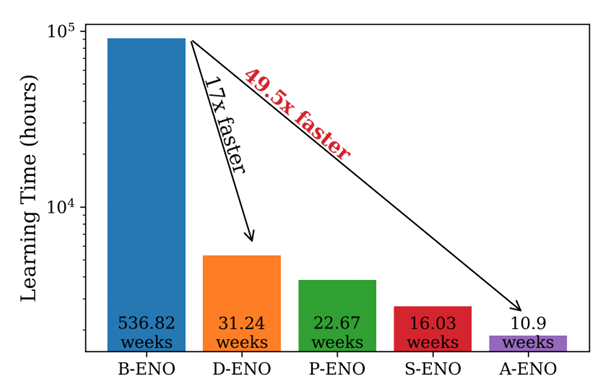 10^5
10^4
Learning Time (hours)
17x faster
49.5x faster
536.82
weeks
31.24
weeks
22.67
weeks
16.03
weeks
10.9
weeks
B-ENO
D-ENO
P-ENO
S-ENO
A-ENO